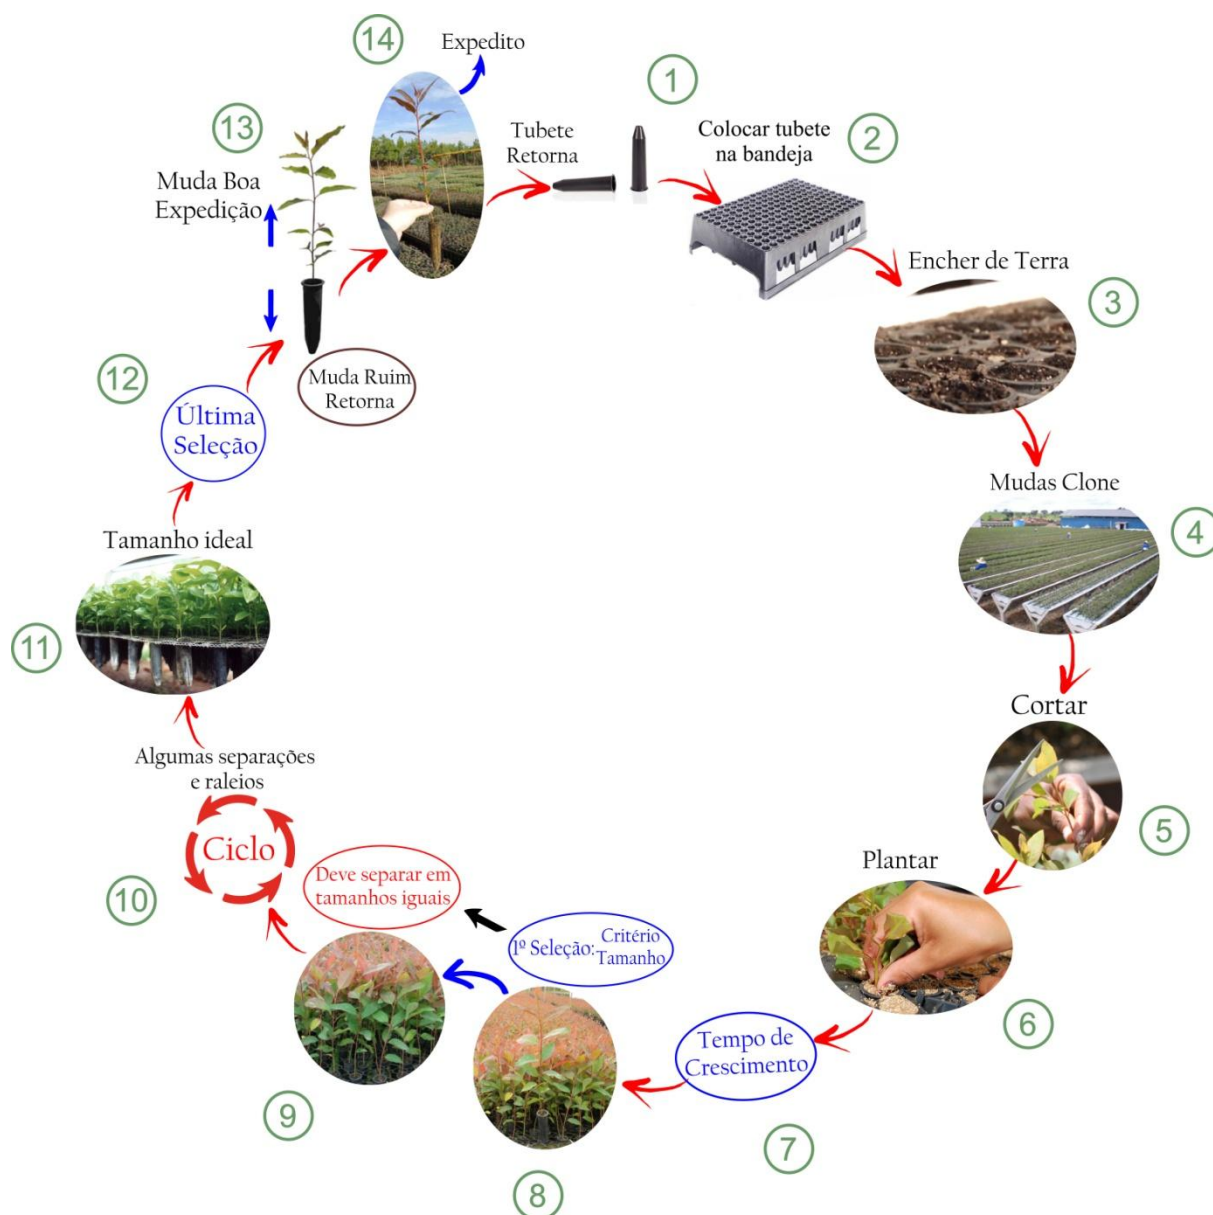 14
Expedito
1
Tubete
Retorna
Colocar tubete
na bandeja
2
Encher de Terra
3
Mudas Clone
4
Cortar
5
Plantar
6
Tempo de
Crescimento
7
8
1º Seleção: Critério
Tamanho
Deve separar em
tamanhos iguais
9
Ciclo
10
Algumas separações
e raleios
Tamanho ideal
11
Última
Seleção
12
13
Muda Boa
Expedição
Muda Ruim
Retorna